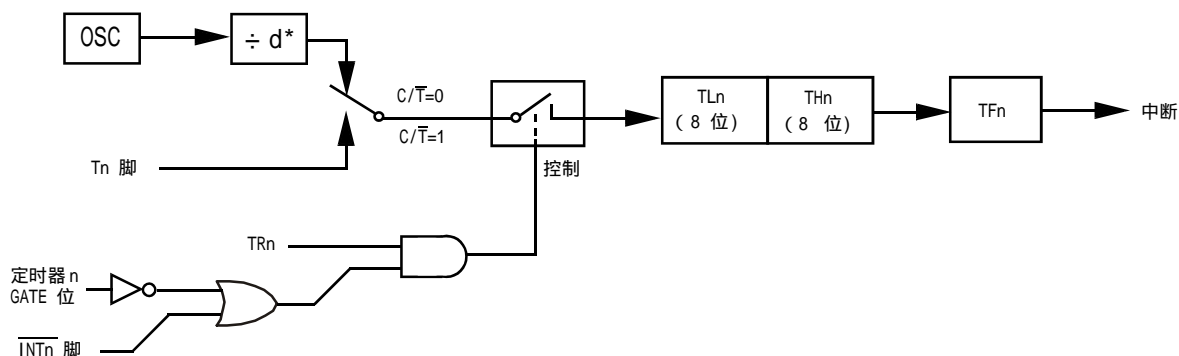 OSC
÷ d*
C/T̅=0
C/T̅=1
TLn
(8 位)
THn
(8 位)
TFn
中断
Tn 脚
控制
TRn
定时器 n
GATE 位
I̅N̅T̅n̅ 脚